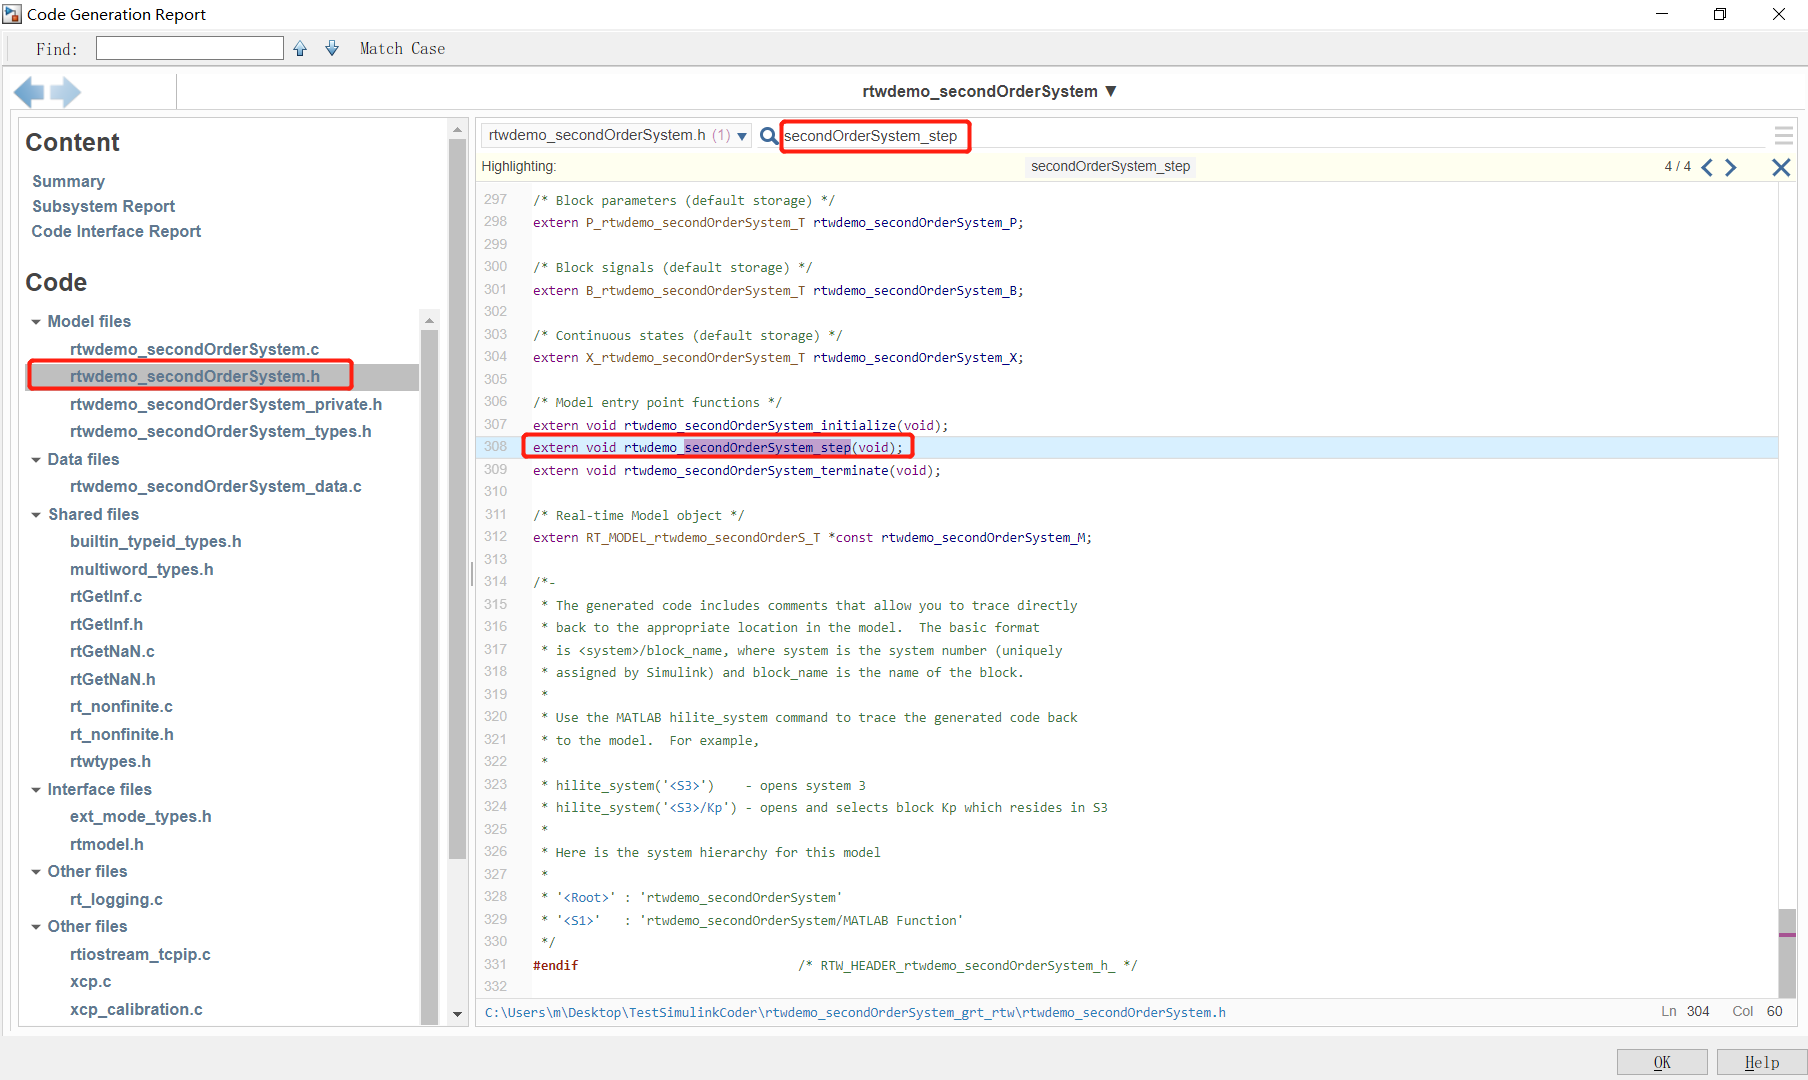 Code Generation Report
Find:
Match Case
rtwdemo_secondOrderSystem ▼
Content
Summary
Subsystem Report
Code Interface Report
Code
Model files
rtwdemo_secondOrderSystem.c
rtwdemo_secondOrderSystem.h
rtwdemo_secondOrderSystem_private.h
rtwdemo_secondOrderSystem_types.h
Data files
rtwdemo_secondOrderSystem_data.c
Shared files
builtin_typeid_types.h
multiword_types.h
rtGetInf.c
rtGetInf.h
rtGetNaN.c
rtGetNaN.h
rt_nonfinite.c
rt_nonfinite.h
rtwtypes.h
Interface files
ext_mode_types.h
rtmodel.h
Other files
rt_logging.c
Other files
rtiostream_tcpip.c
xcp.c
xcp_calibration.c
rtwdemo_secondOrderSystem.h (1) ▼ secondOrderSystem_step
Highlighting: secondOrderSystem_step 4 / 4
297 /* Block parameters (default storage) */
298 extern P_rtwdemo_secondOrderSystem_T rtwdemo_secondOrderSystem_P;
299
300 /* Block signals (default storage) */
301 extern B_rtwdemo_secondOrderSystem_T rtwdemo_secondOrderSystem_B;
302
303 /* Continuous states (default storage) */
304 extern X_rtwdemo_secondOrderSystem_T rtwdemo_secondOrderSystem_X;
305
306 /* Model entry point functions */
307 extern void rtwdemo_secondOrderSystem_initialize(void);
308 extern void rtwdemo_secondOrderSystem_step(void);
309 extern void rtwdemo_secondOrderSystem_terminate(void);
310
311 /* Real-time Model object */
312 extern RT_MODEL_rtwdemo_secondOrderS_T *const rtwdemo_secondOrderSystem_M;
313
314 /*-
315 * The generated code includes comments that allow you to trace directly
316 * back to the appropriate location in the model. The basic format
317 * is <system>/block_name, where system is the system number (uniquely
318 * assigned by Simulink) and block_name is the name of the block.
319 *
320 * Use the MATLAB hilite_system command to trace the generated code back
321 * to the model. For example,
322 *
323 * hilite_system('<S3>') - opens system 3
324 * hilite_system('<S3>/Kp') - opens and selects block Kp which resides in S3
325 *
326 * Here is the system hierarchy for this model
327 *
328 * '<Root>' : 'rtwdemo_secondOrderSystem'
329 * '<S1>' : 'rtwdemo_secondOrderSystem/MATLAB Function'
330 */
331 #endif /* RTW_HEADER_rtwdemo_secondOrderSystem_h_ */
332
C:\Users\m\Desktop\TestSimulinkCoder\rtwdemo_secondOrderSystem_grt_rtw\rtwdemo_secondOrderSystem.h Ln 304 Col 60
OK Help